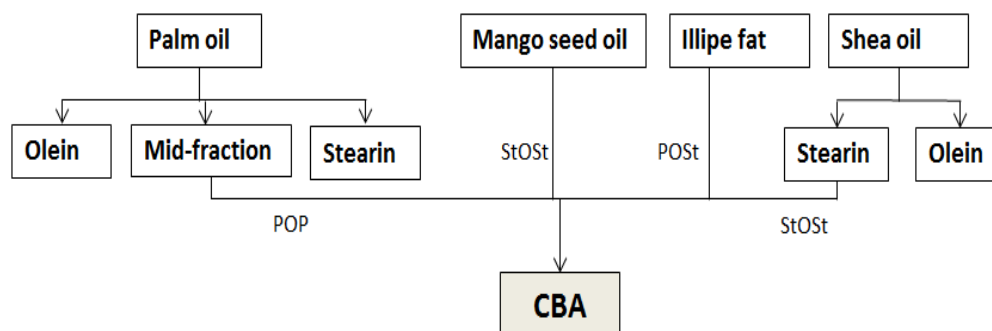 Palm oil
Mango seed oil
Illipe fat
Shea oil
Olein
Mid-fraction
Stearin
StOSt
POSt
Stearin
Olein
POP
StOSt
CBA